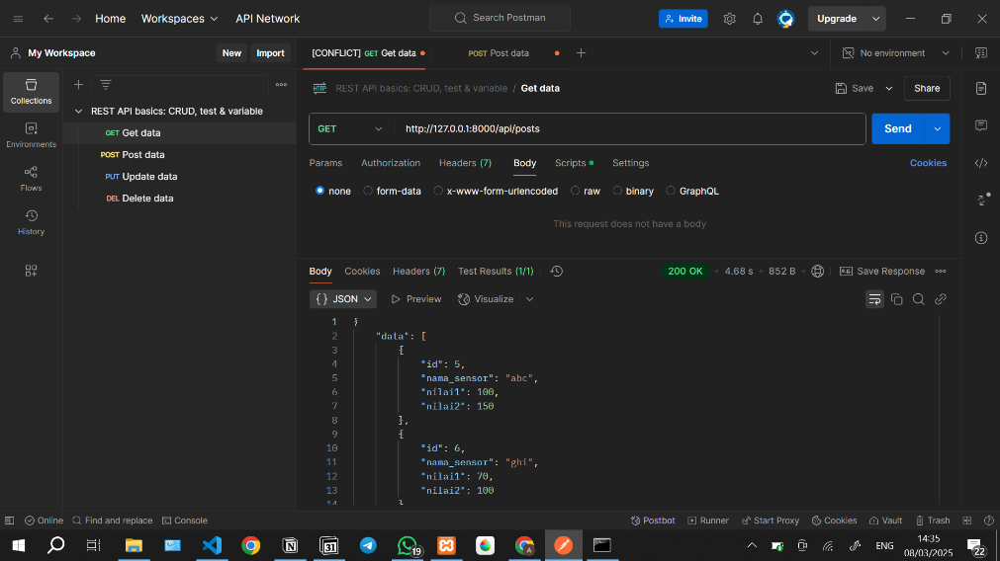 Home Workspaces API Network Search Postman Invite Upgrade
My Workspace New Import [CONFLICT] GET Get data POST Post data No environment
Collections
Environments
Flows
History
REST API basics: CRUD, test & variable
GET Get data
POST Post data
PUT Update data
DEL Delete data
HTTP REST API basics: CRUD, test & variable / Get data Save Share
GET http://127.0.0.1:8000/api/posts Send
Params Authorization Headers (7) Body Scripts Settings Cookies
none form-data x-www-form-urlencoded raw binary GraphQL
This request does not have a body
Body Cookies Headers (7) Test Results (1/1) 200 OK 4.68 s 852 B e.g. Save Response
{} JSON Preview Visualize
1 {
2 "data": [
3 {
4 "id": 5,
5 "nama_sensor": "abc",
6 "nilai1": 100,
7 "nilai2": 150
8 },
9 {
10 "id": 6,
11 "nama_sensor": "ghi",
12 "nilai1": 70,
13 "nilai2": 100
14 }
Online Find and replace Console Postbot Runner Start Proxy Cookies Vault Trash
31 19 A ENG 14:35
08/03/2025 22